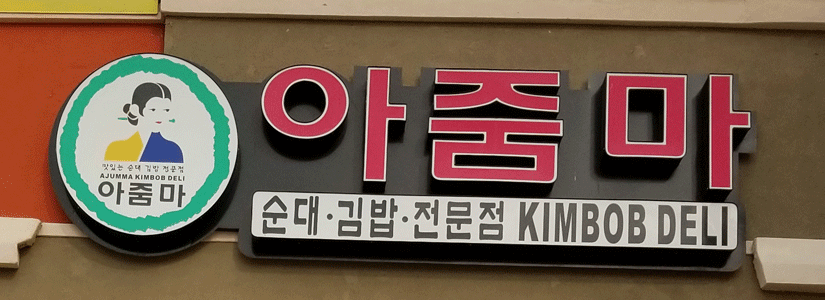 맛있는 순대 김밥 전문점
AJUMMA KIMBOB DELI
아줌마
아줌마
순대·김밥·전문점 KIMBOB DELI